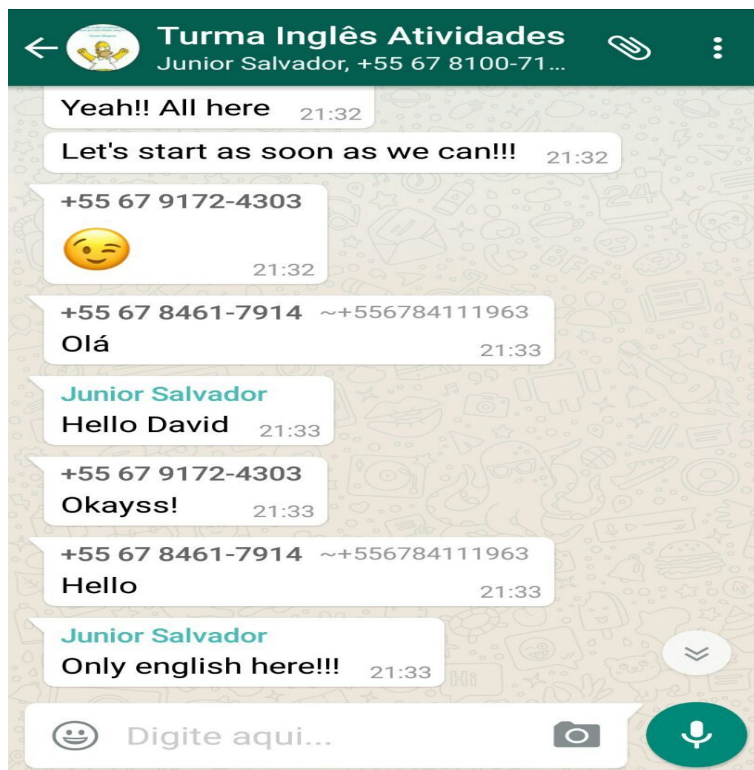 Turma Inglês Atividades
Junior Salvador, +55 67 8100-71...
Yeah!! All here 21:32
Let's start as soon as we can!!! 21:32
+55 67 9172-4303
21:32
+55 67 8461-7914 ~+556784111963
Olá 21:33
Junior Salvador
Hello David 21:33
+55 67 9172-4303
Okayss! 21:33
+55 67 8461-7914 ~+556784111963
Hello 21:33
Junior Salvador
Only english here!!! 21:33
Digite aqui...